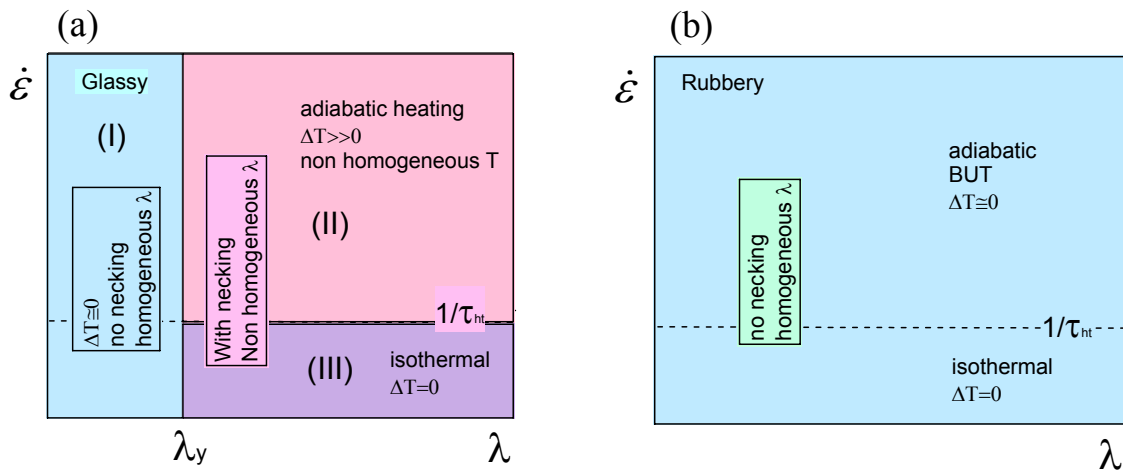 (a)
ε̇
Glassy
(I)
ΔT≅0
no necking
homogeneous λ
adiabatic heating
ΔT>>0
non homogeneous T
(II)
With necking
Non homogeneous λ
1/τht
(III)
isothermal
ΔT=0
λy
λ
(b)
ε̇
Rubbery
adiabatic
BUT
ΔT≅0
no necking
homogeneous λ
1/τht
isothermal
ΔT=0
λ